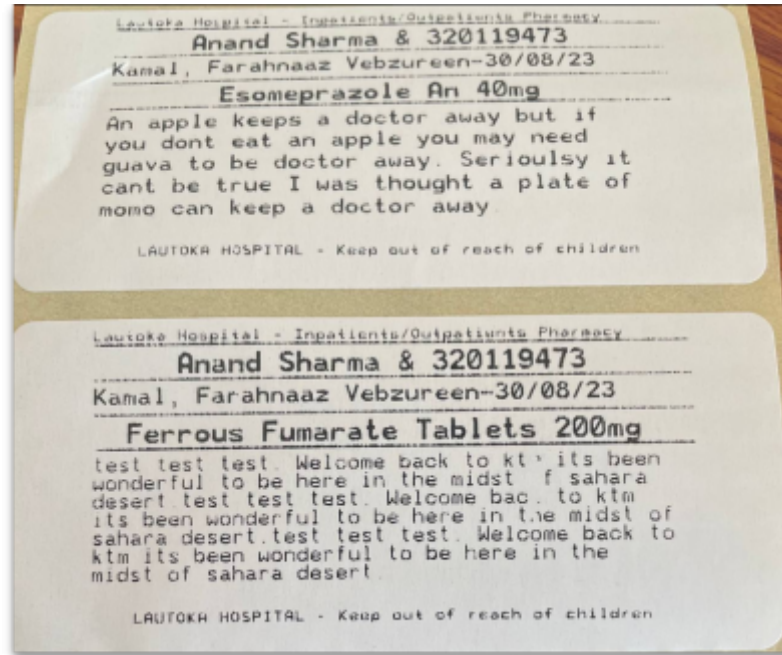 Lautoka Hospital - Inpatients/Outpatients Pharmacy
Anand Sharma & 320119473
Kamal, Farahnaaz Vebzureen-30/08/23
Esomeprazole An 40mg
An apple keeps a doctor away but if
you dont eat an apple you may need
guava to be doctor away. Serioulsy it
cant be true I was thought a plate of
momo can keep a doctor away
LAUTOKA HOSPITAL - Keep out of reach of children
Lautoka Hospital - Inpatients/Outpatients Pharmacy
Anand Sharma & 320119473
Kamal, Farahnaaz Vebzureen-30/08/23
Ferrous Fumarate Tablets 200mg
test test test. Welcome back to its been
wonderful to be here in the midst sahara
desert.test test test. Welcome to ktm
its been wonderful to be here in the midst of
sahara desert.test test test. Welcome back to
ktm its been wonderful to be here in the
midst of sahara desert
LAUTOKA HOSPITAL - Keep out of reach of children